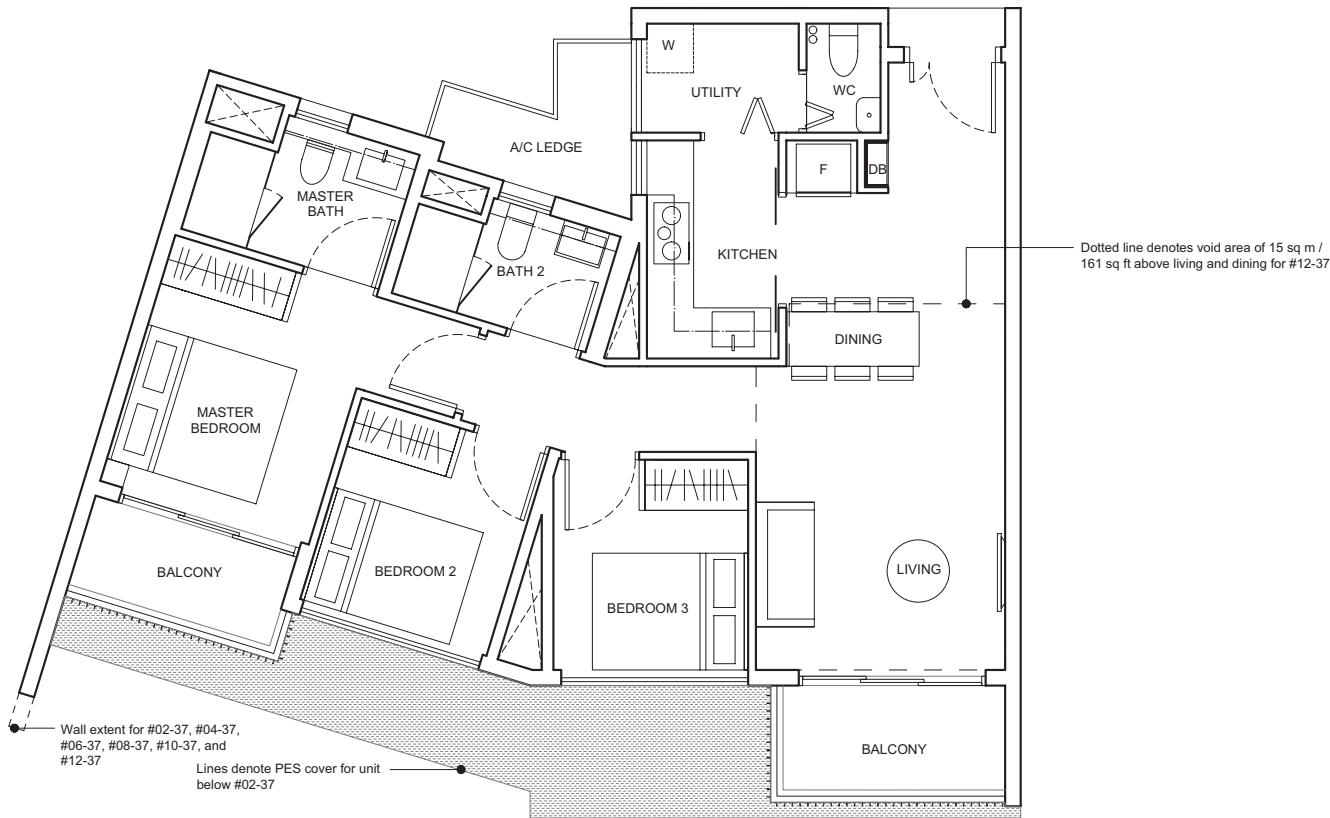 W
UTILITY
WC
A/C LEDGE
F
DB
MASTER
BATH
BATH 2
KITCHEN
Dotted line denotes void area of 15 sq m /
161 sq ft above living and dining for #12-37
DINING
MASTER
BEDROOM
BALCONY
BEDROOM 2
BEDROOM 3
LIVING
Wall extent for #02-37, #04-37,
#06-37, #08-37, #10-37, and
#12-37
Lines denote PES cover for unit
below #02-37
BALCONY